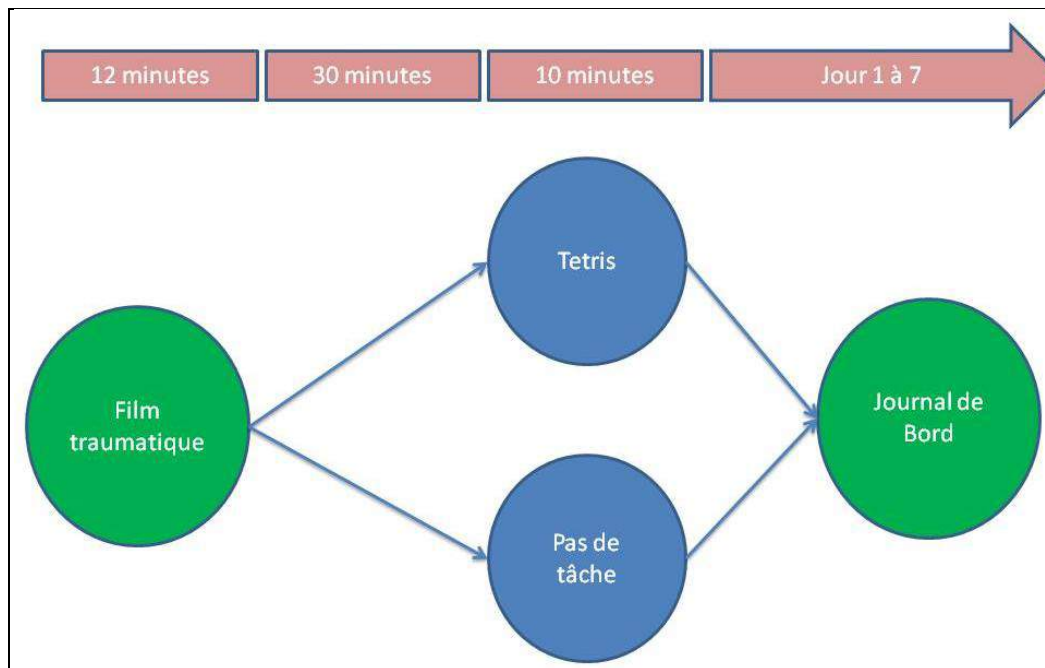 12 minutes
30 minutes
10 minutes
Jour 1 à 7
Tetris
Film
traumatique
Journal de
Bord
Pas de
tâche